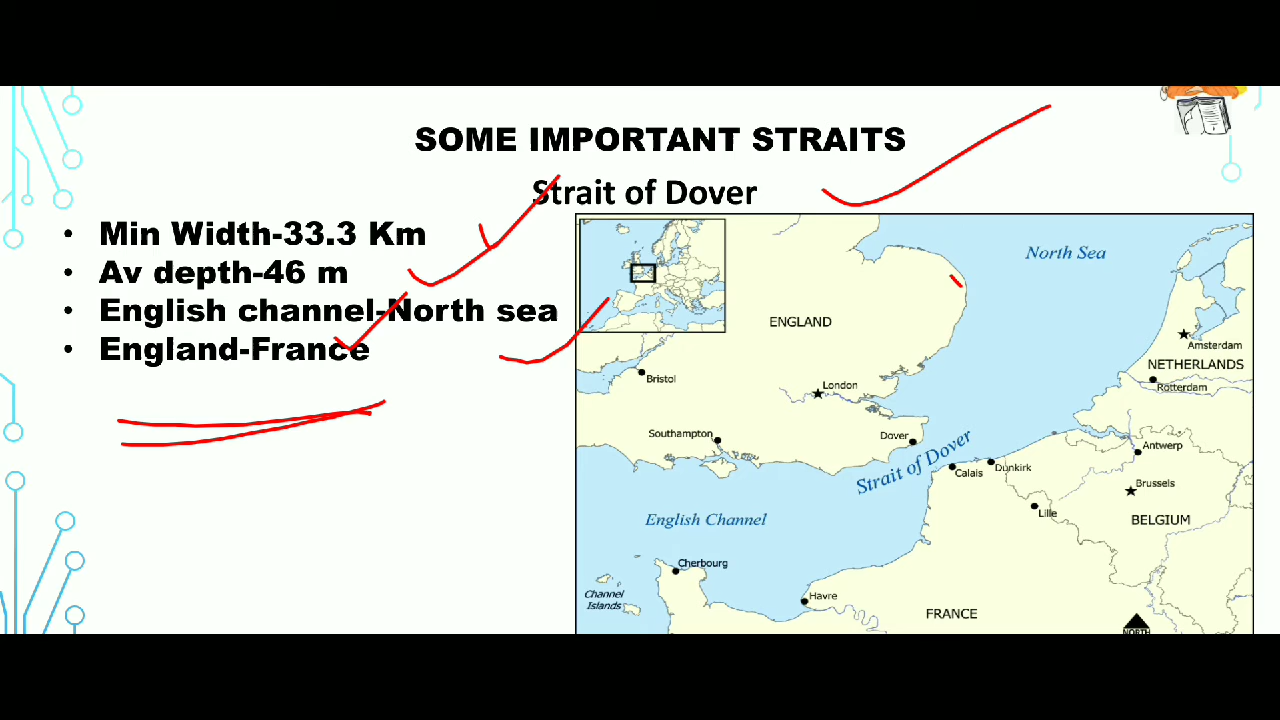 SOME IMPORTANT STRAITS
Strait of Dover
• Min Width-33.3 Km
• Av depth-46 m
• English channel-North sea
• England-France
North Sea
ENGLAND
Amsterdam
NETHERLANDS
Rotterdam
Bristol
London
Southampton
Dover
Strait of Dover
Antwerp
Calais
Dunkirk
Brussels
Lille
BELGIUM
English Channel
Cherbourg
Channel
Islands
Havre
FRANCE
NORTH